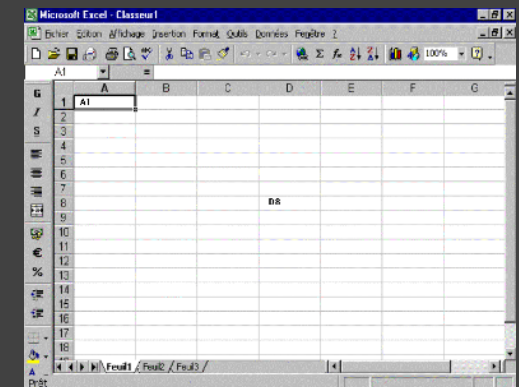 Microsoft Excel - Classeur1
Fichier Edition Affichage Insertion Format Outils Données Fenêtre ?
100%
A1 =
G A B C D E F G
1 A1
I 2
S 3
4
5
6
7
8 D8
9
10
€ 11
12
% 13
14
15
16
17
18
Feuil1 Feuil2 Feuil3
Prêt